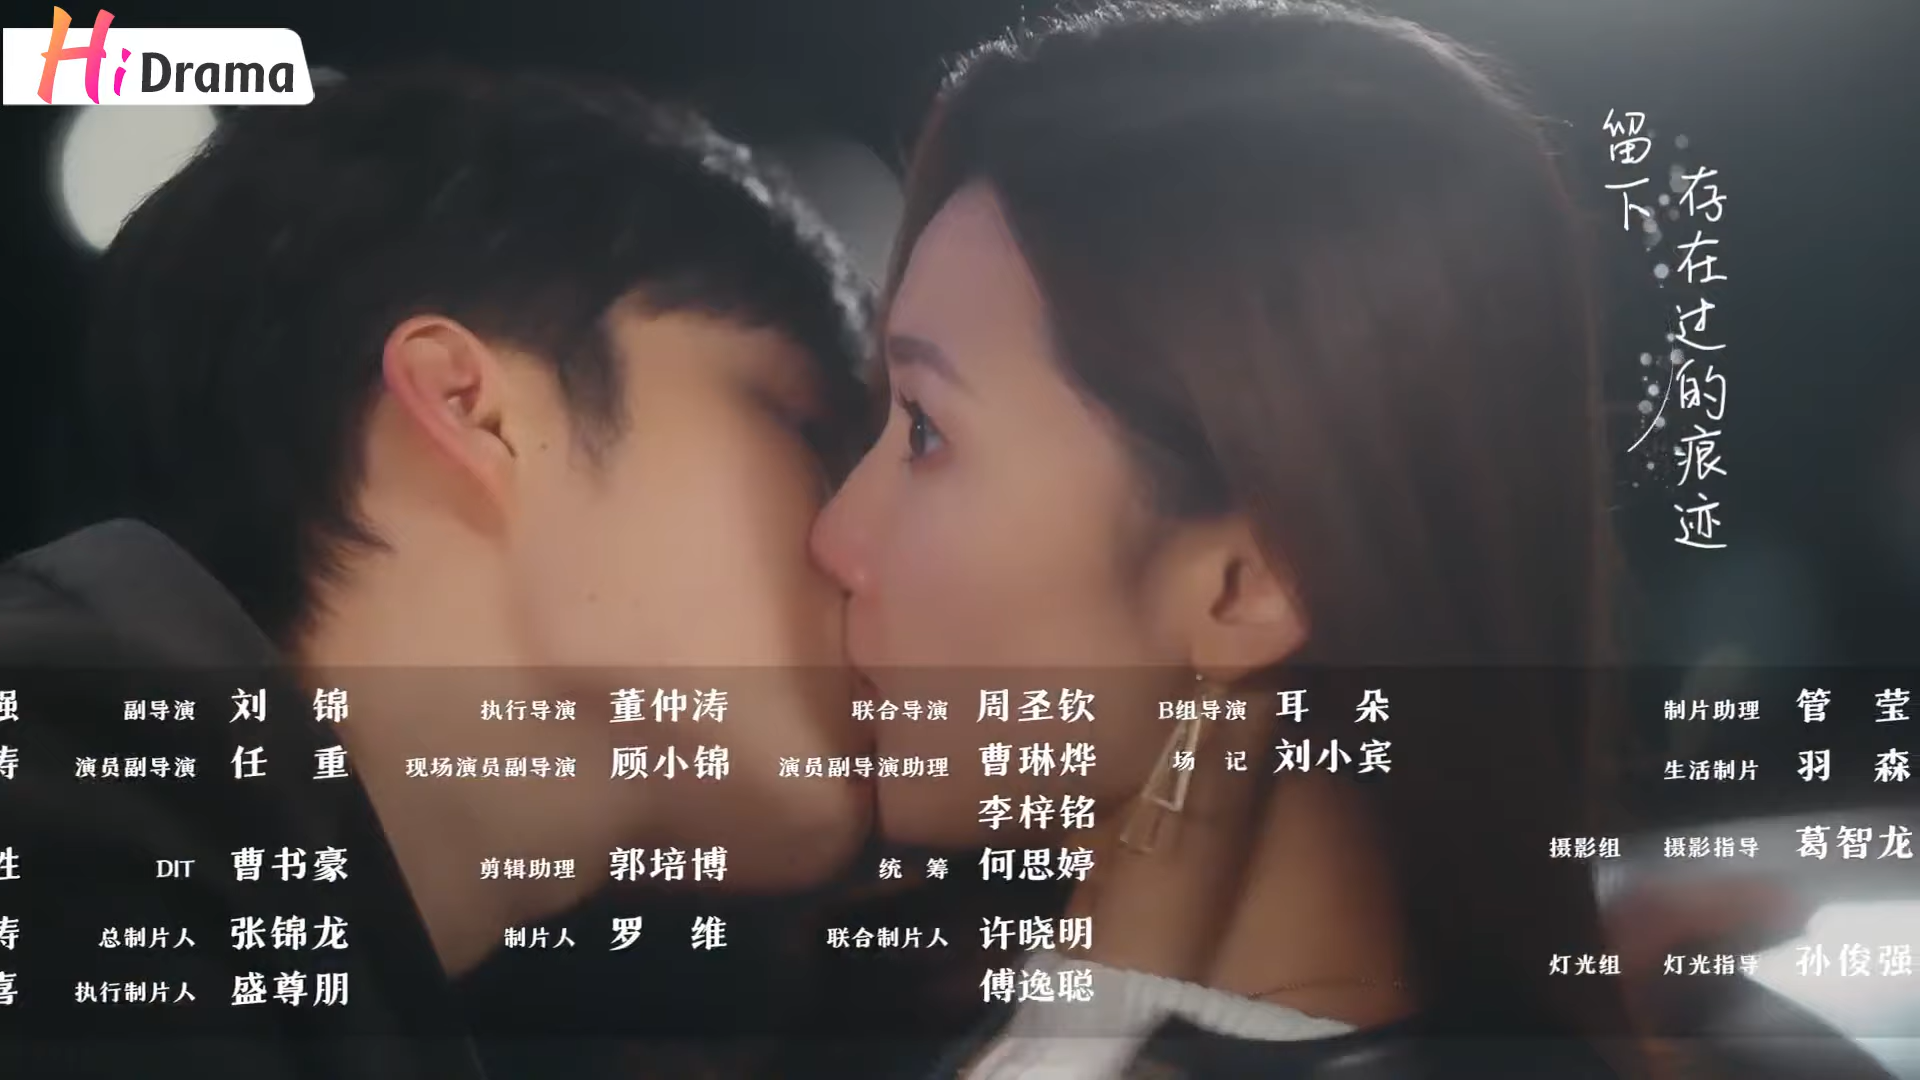 Hi Drama
留下
存在过的痕迹
强 副导演 刘 锦 执行导演 董仲涛 联合导演 周圣钦 B组导演 耳 朵 制片助理 管 莹
涛 演员副导演 任 重 现场演员副导演 顾小锦 演员副导演助理 曹琳烨 场 记 刘小宾 生活制片 羽 森
李梓铭
DIT 曹书豪 剪辑助理 郭培博 统 筹 何思婷 摄影组 摄影指导 葛智龙
涛 总制片人 张锦龙 制片人 罗 维 联合制片人 许晓明 灯光组 灯光指导 孙俊强
喜 执行制片人 盛尊朋 傅逸聪